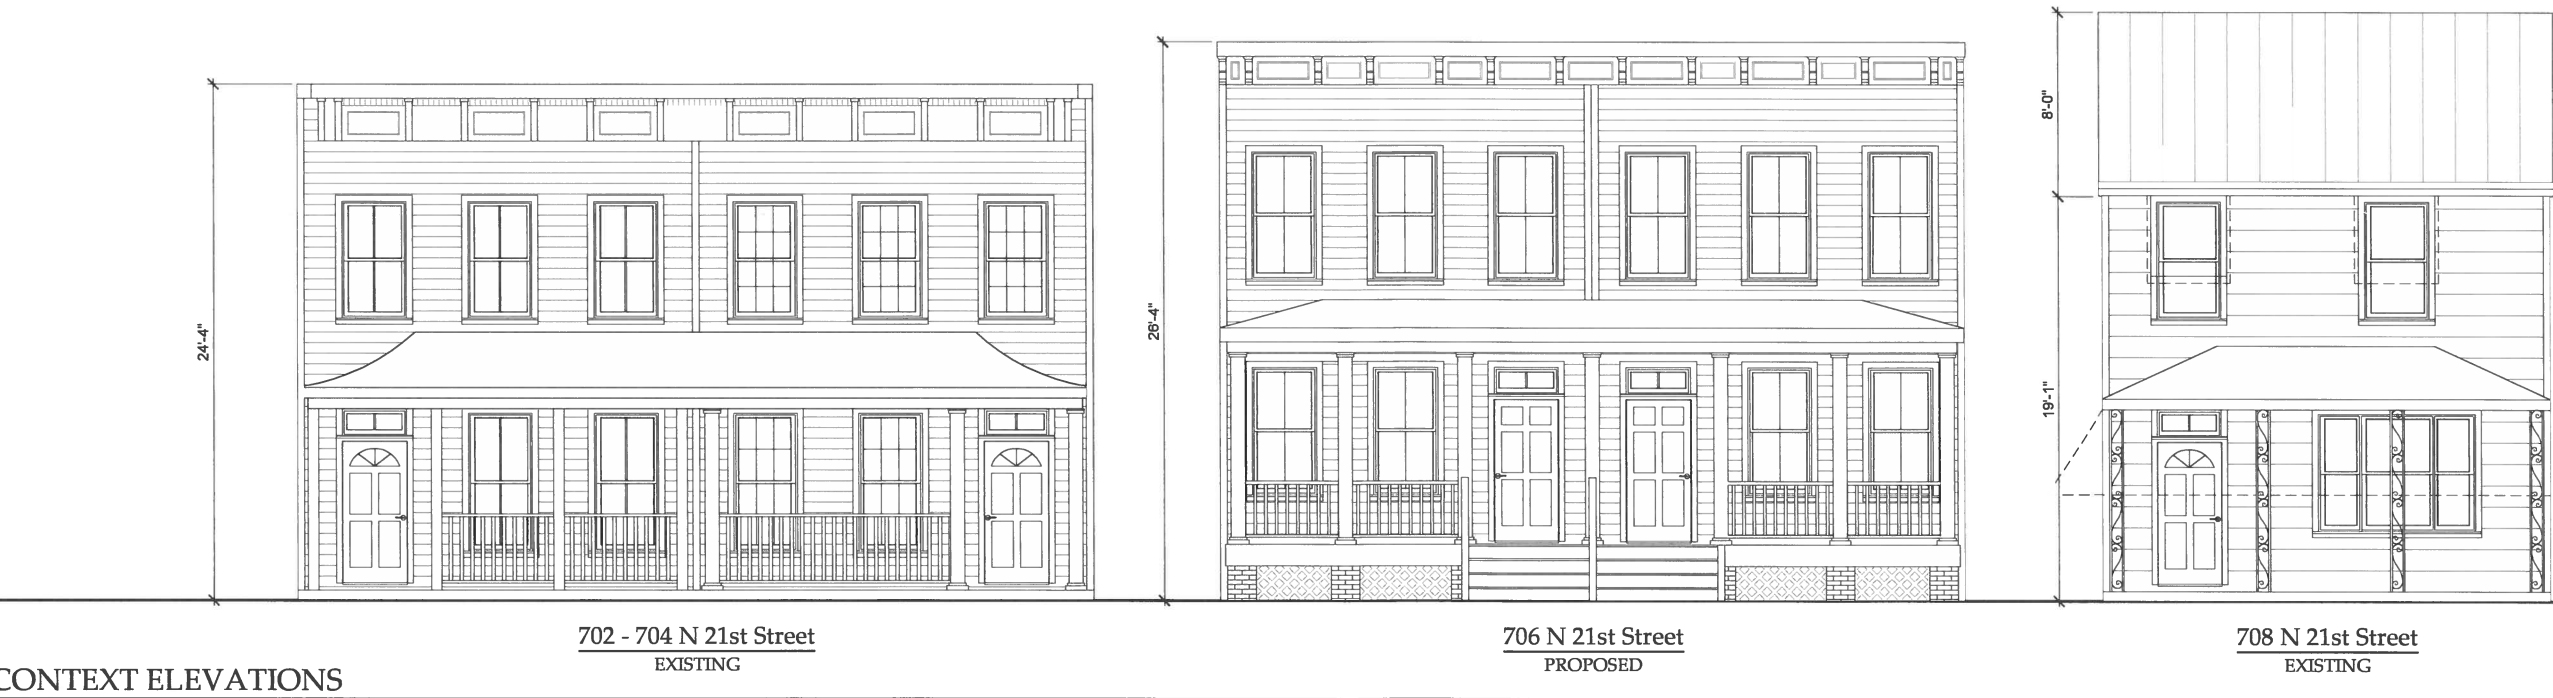 8'-0"
24'-4"
26'-4"
19'-1"
702 - 704 N 21st Street
EXISTING
706 N 21st Street
PROPOSED
708 N 21st Street
EXISTING
CONTEXT ELEVATIONS